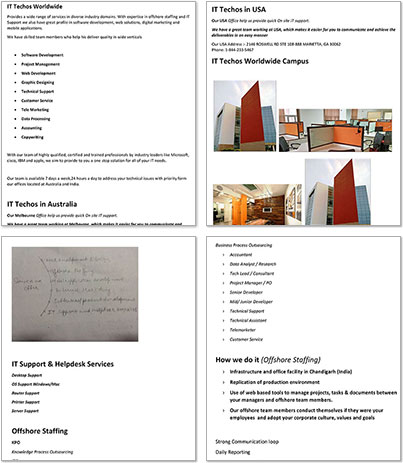 IT Techos Worldwide
Provides a wide range of services in diverse industry domains. With expertise in offshore staffing and IT
Support we also have great profile in software development, web solutions, digital marketing and
mobile applications.
We have skilled team members who help he deliver quality in wide verticals
Software Development
Project Management
Web Development
Graphic Designing
Technical Support
Customer Service
Tele Marketing
Data Processing
Accounting
Copywriting
With our team of highly qualified, certified and trained professionals by industry leaders like Microsoft,
cisco, IBM and apple, we aim to provide to you a one stop solution for all of your IT needs.
Our team is available 7 days a week,24 hours a day to address your technical issues with priority form
our offices located at Australia and India
IT Techos in Australia
Our Melbourne Office help us provide quick On site IT support.
We have a great team working at Melbourne, which makes it easier for you to communicate and
IT Techos in USA
Our USA Office help us provide quick On site IT support.
We have a great team working at USA, which makes it easier for you to communicate and achieve the
deliverables in an easy manner
Our USA Address :- 2146 ROSWELL RD STE 108-888 MARIETTA, GA 30062
Phone 1-844-233-5467
IT Techos Worldwide Campus
IT Support & Helpdesk Services
Desktop Support
OS Support Windows/Mac
Router Support
Printer Support
Server Support
Offshore Staffing
KPO
Knowledge Process Outsourcing
Business Process Outsourcing
› Accountant
› Data Analyst / Research
› Tech Lead / Consultant
› Project Manager / PO
› Senior Developer
› Mid/ Junior Developer
› Technical Support
› Technical Assistant
› Telemarketer
› Customer Service
How we do it (Offshore Staffing)
› Infrastructure and office facility in Chandigarh (India)
› Replication of production environment
› Use of web based tools to manage projects, tasks & documents between
your managers and offshore team members.
› Our offshore team members conduct themselves if they were your
employees and adopt your corporate culture, values and goals
Strong Communication loop
Daily Reporting